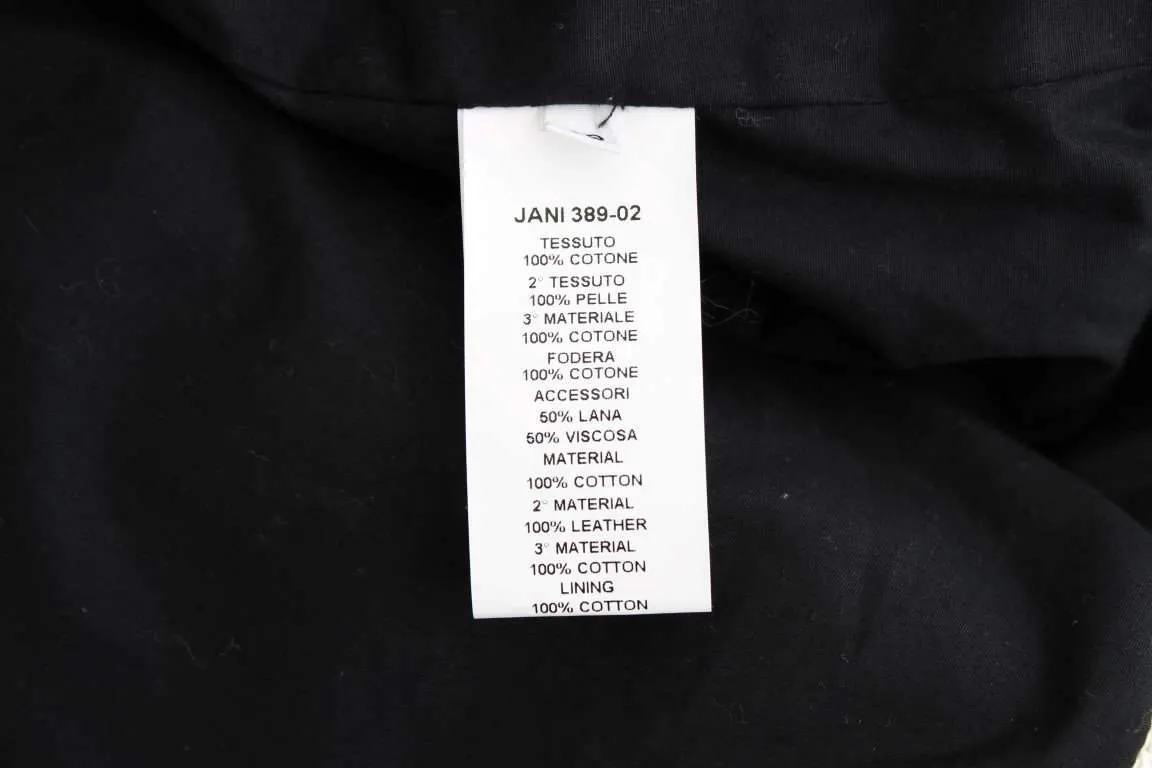 JANI 389-02
TESSUTO
100% COTONE
2° TESSUTO
100% PELLE
3° MATERIALE
100% COTONE
FODERA
100% COTONE
ACCESSORI
50% LANA
50% VISCOSA
MATERIAL
100% COTTON
2° MATERIAL
100% LEATHER
3° MATERIAL
100% COTTON
LINING
100% COTTON